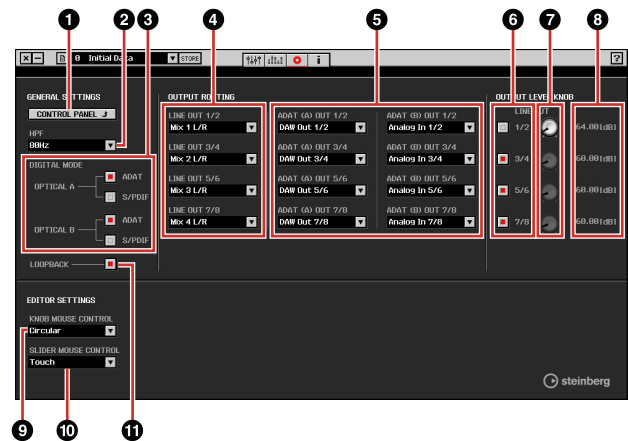 1 2 3 4 5 6 7 8
0 Initial Data STORE i ?
GENERAL SETTINGS
CONTROL PANEL
HPF
80Hz
DIGITAL MODE
OPTICAL A
ADAT
S/PDIF
OPTICAL B
ADAT
S/PDIF
LOOPBACK
OUTPUT ROUTING
LINE OUT 1/2
Mix 1 L/R
LINE OUT 3/4
Mix 2 L/R
LINE OUT 5/6
Mix 3 L/R
LINE OUT 7/8
Mix 4 L/R
ADAT (A) OUT 1/2
DAW Out 1/2
ADAT (A) OUT 3/4
DAW Out 3/4
ADAT (A) OUT 5/6
DAW Out 5/6
ADAT (A) OUT 7/8
DAW Out 7/8
ADAT (B) OUT 1/2
Analog In 1/2
ADAT (B) OUT 3/4
Analog In 3/4
ADAT (B) OUT 5/6
Analog In 5/6
ADAT (B) OUT 7/8
Analog In 7/8
OUTPUT LEVEL KNOB
LINE OUT
1/2 64.00[dB]
3/4 60.00[dB]
5/6 60.00[dB]
7/8 60.00[dB]
EDITOR SETTINGS
KNOB MOUSE CONTROL
Circular
SLIDER MOUSE CONTROL
Touch
steinberg
9 10 11